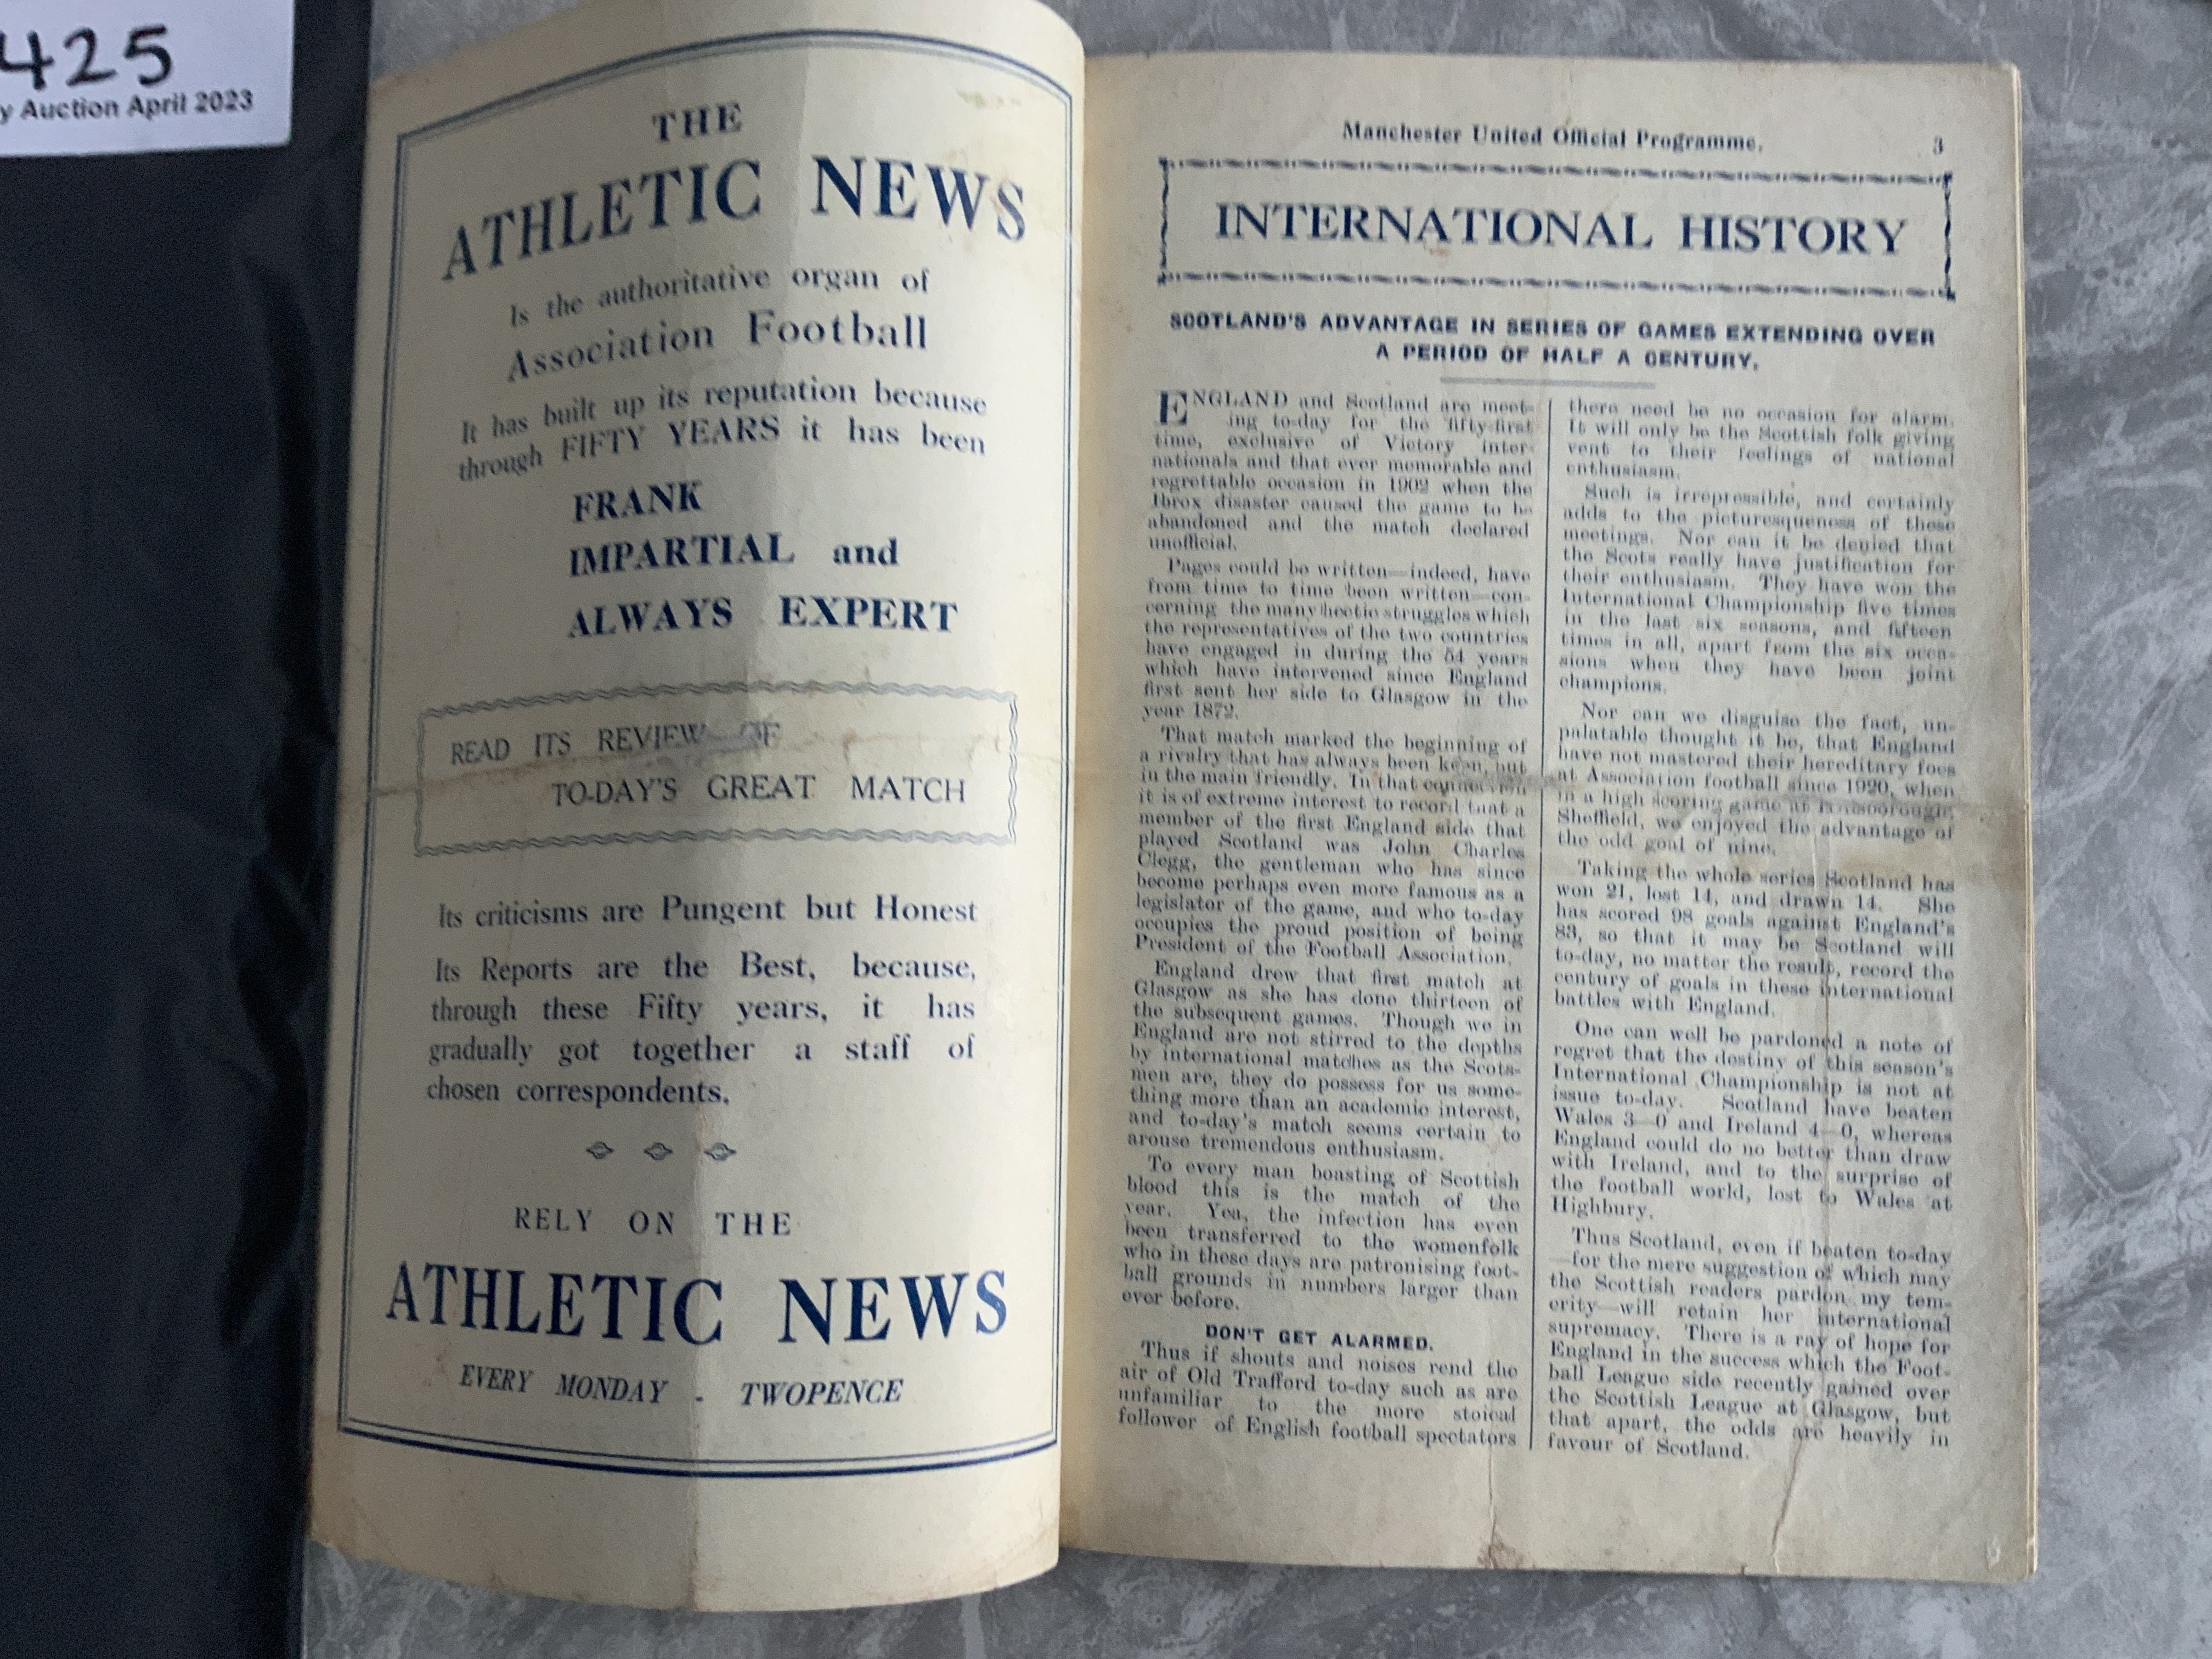 425
y Auction April 2023
THE
ATHLETIC NEWS
Is the authoritative organ of
Association Football
It has built up its reputation because
through FIFTY YEARS it has been
FRANK
IMPARTIAL and
ALWAYS EXPERT
READ ITS REVIEW OF
TO-DAY'S GREAT MATCH
Its criticisms are Pungent but Honest
Its Reports are the Best, because,
through these Fifty years, it has
gradually got together a staff of
chosen correspondents.
RELY ON THE
ATHLETIC NEWS
EVERY MONDAY - TWOPENCE
Manchester United Official Programme. 3
INTERNATIONAL HISTORY
SCOTLAND'S ADVANTAGE IN SERIES OF GAMES EXTENDING OVER
A PERIOD OF HALF A CENTURY.
ENGLAND and Scotland are meet-
ing to-day for the fifty-first
time, exclusive of Victory inter-
nationals and that ever memorable and
regrettable occasion in 1902 when the
Ibrox disaster caused the game to be
abandoned and the match declared
unofficial.
Pages could be written—indeed, have
from time to time been written—con-
cerning the many hectic struggles which
the representatives of the two countries
have engaged in during the 54 years
which have intervened since England
first sent her side to Glasgow in the
year 1872.
That match marked the beginning of
a rivalry that has always been keen, but
in the main friendly. In that connection
it is of extreme interest to record that a
member of the first England side that
played Scotland was John Charles
Clegg, the gentleman who has since
become perhaps even more famous as a
legislator of the game, and who to-day
occupies the proud position of being
President of the Football Association.
England drew that first match at
Glasgow as she has done thirteen of
the subsequent games. Though we in
England are not stirred to the depths
by international matches as the Scots-
men are, they do possess for us some-
thing more than an academic interest,
and to-day's match seems certain to
arouse tremendous enthusiasm.
To every man boasting of Scottish
blood this is the match of the
year. Yea, the infection has even
been transferred to the womenfolk
who in these days are patronising foot-
ball grounds in numbers larger than
ever before.
DON'T GET ALARMED.
Thus if shouts and noises rend the
air of Old Trafford to-day such as are
unfamiliar to the more stoical
follower of English football spectators
there need be no occasion for alarm.
It will only be the Scottish folk giving
vent to their feelings of national
enthusiasm.
Such is irrepressible, and certainly
adds to the picturesqueness of these
meetings. Nor can it be denied that
the Scots really have justification for
their enthusiasm. They have won the
International Championship five times
in the last six seasons, and fifteen
times in all, apart from the six occa-
sions when they have been joint
champions.
Nor can we disguise the fact, un-
palatable thought it be, that England
have not mastered their hereditary foes
at Association football since 1920, when
in a high scoring game at
Sheffield, we enjoyed the advantage of
the odd goal of nine.
Taking the whole series Scotland has
won 21, lost 14, and drawn 14. She
has scored 98 goals against England's
83, so that it may be Scotland will
to-day, no matter the result, record the
century of goals in these international
battles with England.
One can well be pardoned a note of
regret that the destiny of this season's
International Championship is not at
issue to-day. Scotland have beaten
Wales 3—0 and Ireland 4—0, whereas
England could do no better than draw
with Ireland, and to the surprise of
the football world, lost to Wales at
Highbury.
Thus Scotland, even if beaten to-day
—for the mere suggestion of which may
the Scottish readers pardon my tem-
erity—will retain her international
supremacy. There is a ray of hope for
England in the success which the Foot-
ball League side recently gained over
the Scottish League at Glasgow, but
that apart, the odds are heavily in
favour of Scotland.